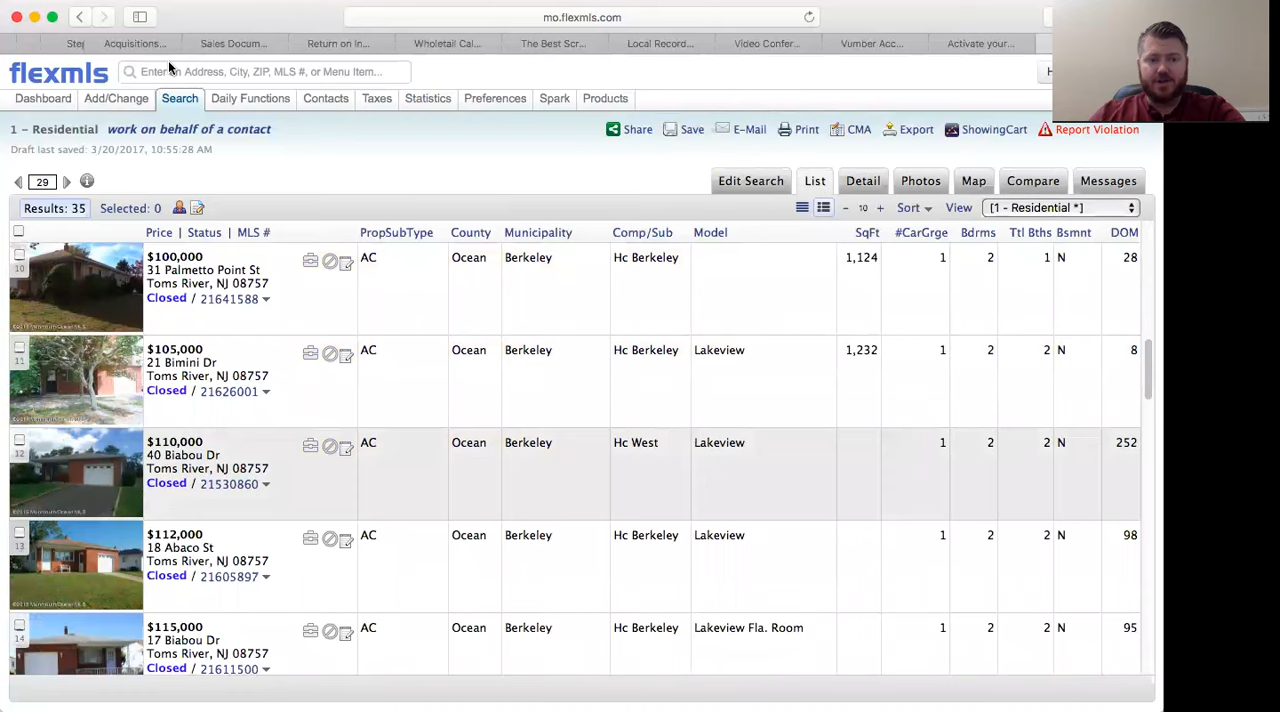 mo.flexmls.com
Step Acquisitions... Sales Docum... Return on In... Wholetail Cal... The Best Scr... Local Record... Video Confer... Vumber Acc... Activate your...
flexmls Enter an Address, City, ZIP, MLS #, or Menu Item...
Dashboard Add/Change Search Daily Functions Contacts Taxes Statistics Preferences Spark Products
1 – Residential work on behalf of a contact Share Save E-Mail Print CMA Export ShowingCart Report Violation
Draft last saved: 3/20/2017, 10:55:28 AM
29 Edit Search List Detail Photos Map Compare Messages
Results: 35 Selected: 0 - 10 + Sort View [1 - Residential *]
Price | Status | MLS # PropSubType County Municipality Comp/Sub Model SqFt #CarGrge Bdrms Ttl Bths Bsmnt DOM
10 $100,000 AC Ocean Berkeley Hc Berkeley 1,124 1 2 1 N 28
31 Palmetto Point St
Toms River, NJ 08757
Closed / 21641588
11 $105,000 AC Ocean Berkeley Hc Berkeley Lakeview 1,232 1 2 2 N 8
21 Bimini Dr
Toms River, NJ 08757
Closed / 21626001
12 $110,000 AC Ocean Berkeley Hc West Lakeview 1 2 2 N 252
40 Biabou Dr
Toms River, NJ 08757
Closed / 21530860
13 $112,000 AC Ocean Berkeley Hc Berkeley Lakeview 1 2 2 N 98
18 Abaco St
Toms River, NJ 08757
Closed / 21605897
14 $115,000 AC Ocean Berkeley Hc Berkeley Lakeview Fla. Room 1 2 2 N 95
17 Biabou Dr
Toms River, NJ 08757
Closed / 21611500